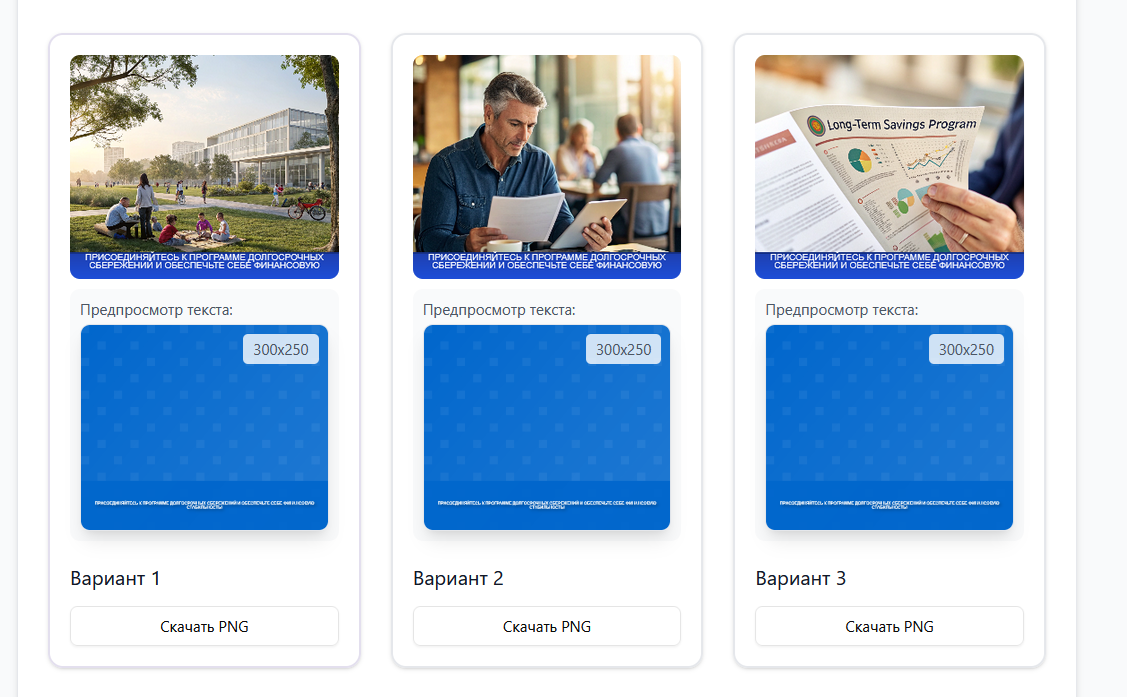 Long-Term Savings Program
ПРИСОЕДИНЯЙТЕСЬ К ПРОГРАММЕ ДОЛГОСРОЧНЫХ
СБЕРЕЖЕНИЙ И ОБЕСПЕЧЬТЕ СЕБЕ ФИНАНСОВУЮ
ПРИСОЕДИНЯЙТЕСЬ К ПРОГРАММЕ ДОЛГОСРОЧНЫХ
СБЕРЕЖЕНИЙ И ОБЕСПЕЧЬТЕ СЕБЕ ФИНАНСОВУЮ
ПРИСОЕДИНЯЙТЕСЬ К ПРОГРАММЕ ДОЛГОСРОЧНЫХ
СБЕРЕЖЕНИЙ И ОБЕСПЕЧЬТЕ СЕБЕ ФИНАНСОВУЮ
Предпросмотр текста:
Предпросмотр текста:
Предпросмотр текста:
300x250
300x250
300x250
ПРИСОЕДИНЯЙТЕСЬ К ПРОГРАММЕ ДОЛГОСРОЧНЫХ СБЕРЕЖЕНИЙ И ОБЕСПЕЧЬТЕ СЕБЕ ФИНАНСОВУЮ
СТАБИЛЬНОСТЬ!
ПРИСОЕДИНЯЙТЕСЬ К ПРОГРАММЕ ДОЛГОСРОЧНЫХ СБЕРЕЖЕНИЙ И ОБЕСПЕЧЬТЕ СЕБЕ ФИНАНСОВУЮ
СТАБИЛЬНОСТЬ!
ПРИСОЕДИНЯЙТЕСЬ К ПРОГРАММЕ ДОЛГОСРОЧНЫХ СБЕРЕЖЕНИЙ И ОБЕСПЕЧЬТЕ СЕБЕ ФИНАНСОВУЮ
СТАБИЛЬНОСТЬ!
Вариант 1
Вариант 2
Вариант 3
Скачать PNG
Скачать PNG
Скачать PNG